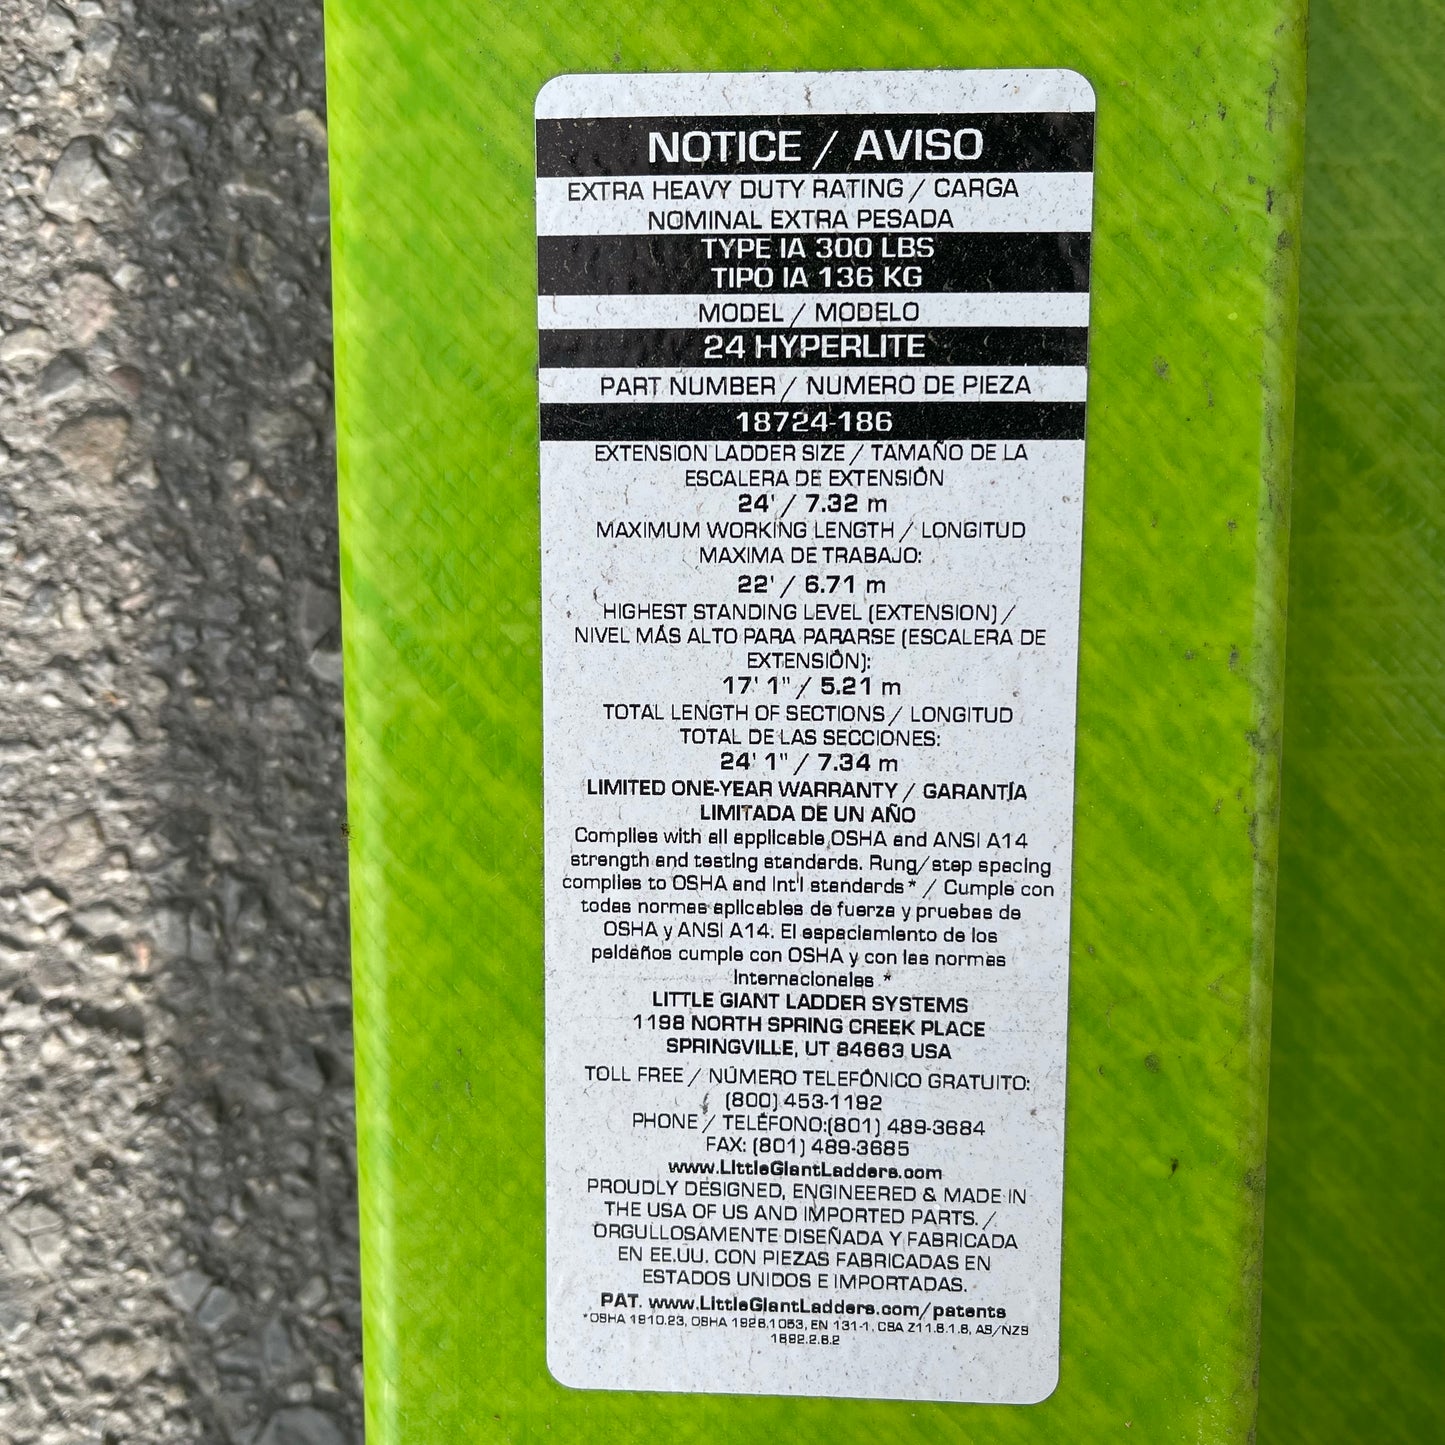 NOTICE / AVISO
EXTRA HEAVY DUTY RATING / CARGA
NOMINAL EXTRA PESADA
TYPE IA 300 LBS
TIPO IA 136 KG
MODEL / MODELO
24 HYPERLITE
PART NUMBER / NUMERO DE PIEZA
18724-186
EXTENSION LADDER SIZE / TAMAÑO DE LA
ESCALERA DE EXTENSIÓN
24' / 7.32 m
MAXIMUM WORKING LENGTH / LONGITUD
MAXIMA DE TRABAJO:
22' / 6.71 m
HIGHEST STANDING LEVEL (EXTENSION) /
NIVEL MÁS ALTO PARA PARARSE (ESCALERA DE
EXTENSIÓN):
17' 1" / 5.21 m
TOTAL LENGTH OF SECTIONS / LONGITUD
TOTAL DE LAS SECCIONES:
24' 1" / 7.34 m
LIMITED ONE-YEAR WARRANTY / GARANTÍA
LIMITADA DE UN AÑO
Complies with all applicable OSHA and ANSI A14
strength and testing standards. Rung/step spacing
complies to OSHA and Int'l standards* / Cumple con
todas normas aplicables de fuerza y pruebas de
OSHA y ANSI A14. El espaciamiento de los
peldaños cumple con OSHA y con las normas
Internacionales *
LITTLE GIANT LADDER SYSTEMS
1198 NORTH SPRING CREEK PLACE
SPRINGVILLE, UT 84663 USA
TOLL FREE / NÚMERO TELEFÓNICO GRATUITO:
(800) 453-1192
PHONE / TELÉFONO:(801) 489-3684
FAX: (801) 489-3685
www.LittleGiantLadders.com
PROUDLY DESIGNED, ENGINEERED & MADE IN
THE USA OF US AND IMPORTED PARTS. /
ORGULLOSAMENTE DISEÑADA Y FABRICADA
EN EE.UU. CON PIEZAS FABRICADAS EN
ESTADOS UNIDOS E IMPORTADAS.
PAT. www.LittleGiantLadders.com/patents
*OSHA 1910.23, OSHA 1926.1053, EN 131-1, CSA Z11.6.1.6, AS/NZS
1892.2.6.2